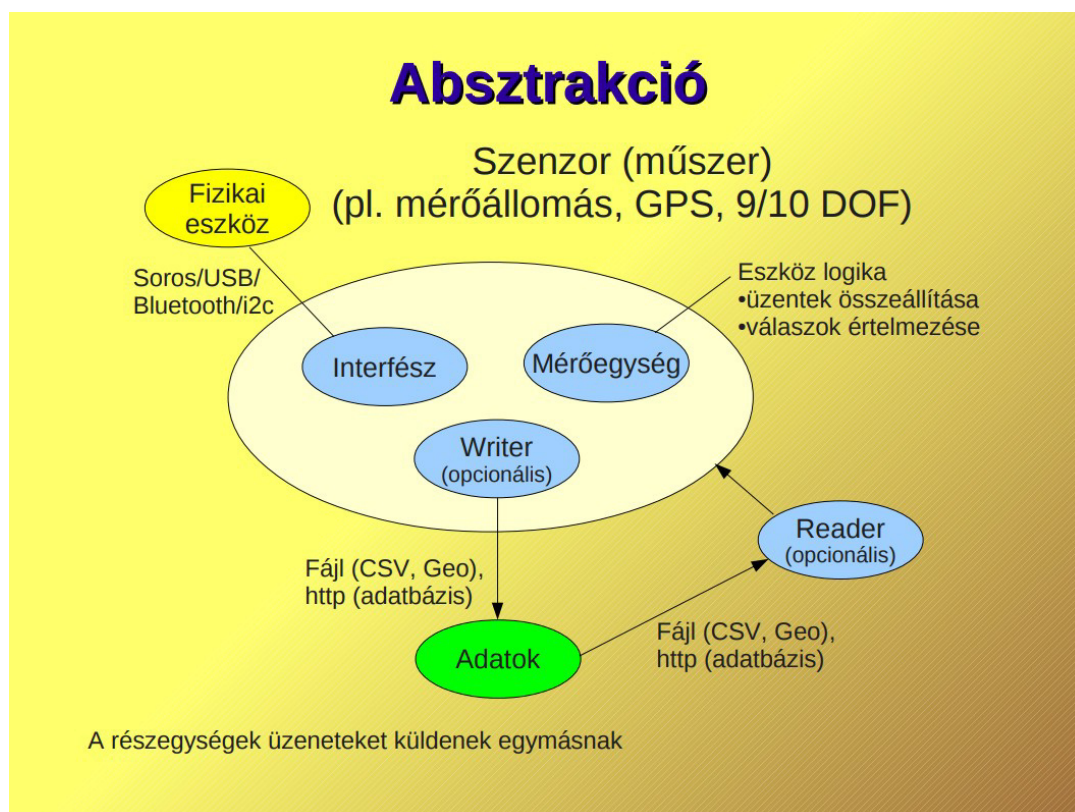 Absztrakció
Szenzor (műszer)
(pl. mérőállomás, GPS, 9/10 DOF)
Fizikai
eszköz
Soros/USB/
Bluetooth/i2c
Eszköz logika
•üzentek összeállítása
•válaszok értelmezése
Interfész
Mérőegység
Writer
(opcionális)
Reader
(opcionális)
Fájl (CSV, Geo),
http (adatbázis)
Fájl (CSV, Geo),
http (adatbázis)
Adatok
A részegységek üzeneteket küldenek egymásnak